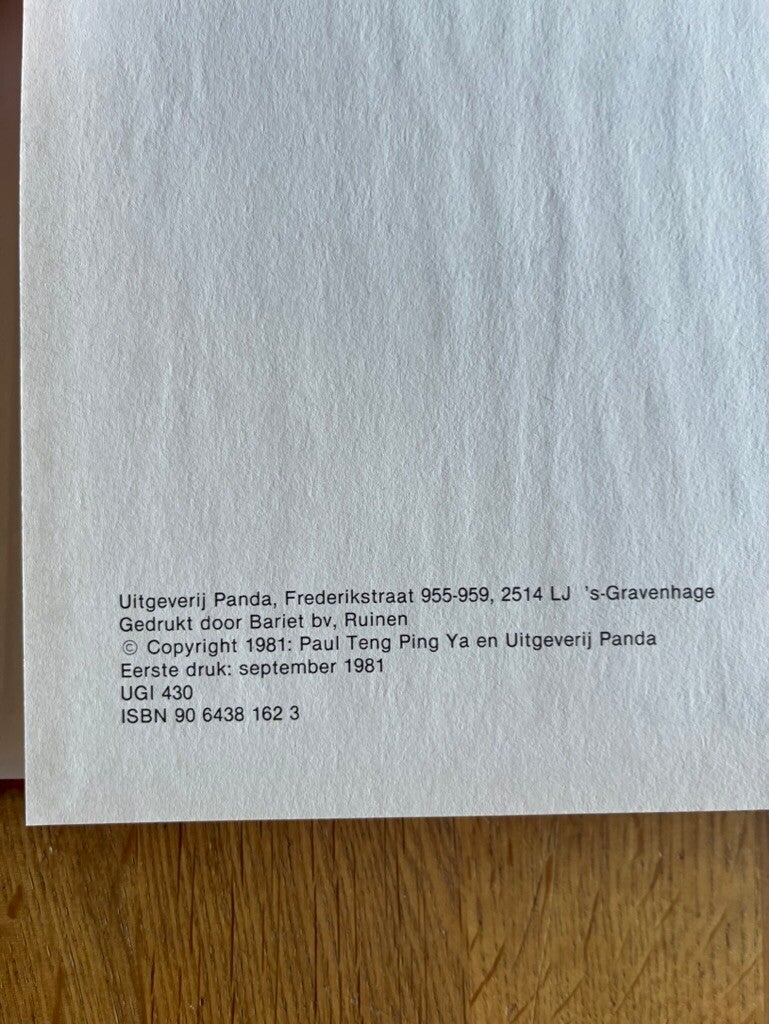 Uitgeverij Panda, Frederikstraat 955-959, 2514 LJ 's-Gravenhage
Gedrukt door Bariet bv, Ruinen
© Copyright 1981: Paul Teng Ping Ya en Uitgeverij Panda
Eerste druk: september 1981
UGI 430
ISBN 90 6438 162 3